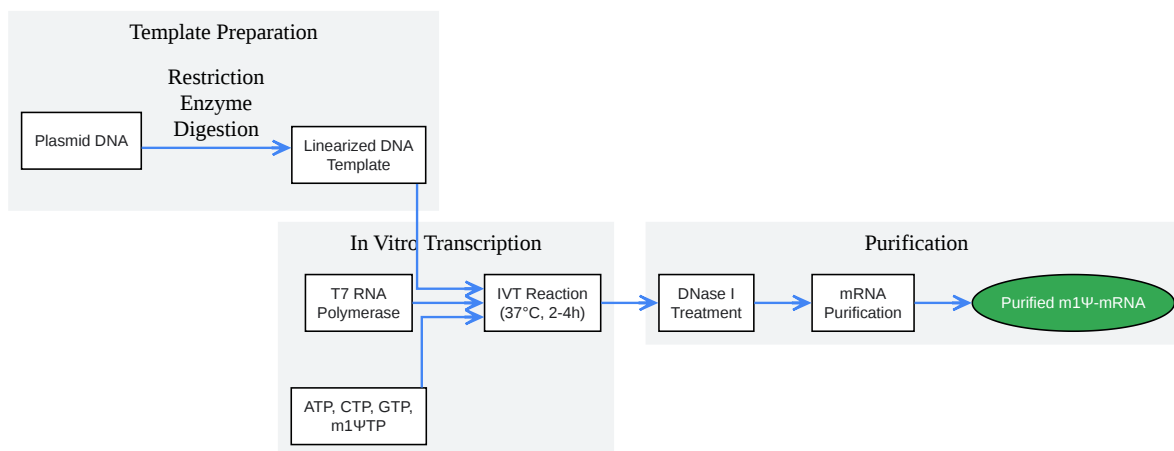 Template Preparation
Restriction
Enzyme
Digestion
Plasmid DNA
Linearized DNA
Template
In Vitro Transcription
T7 RNA
Polymerase
IVT Reaction
(37°C, 2-4h)
ATP, CTP, GTP,
m1ΨTP
Purification
DNase I
Treatment
mRNA
Purification
Purified m1Ψ-mRNA